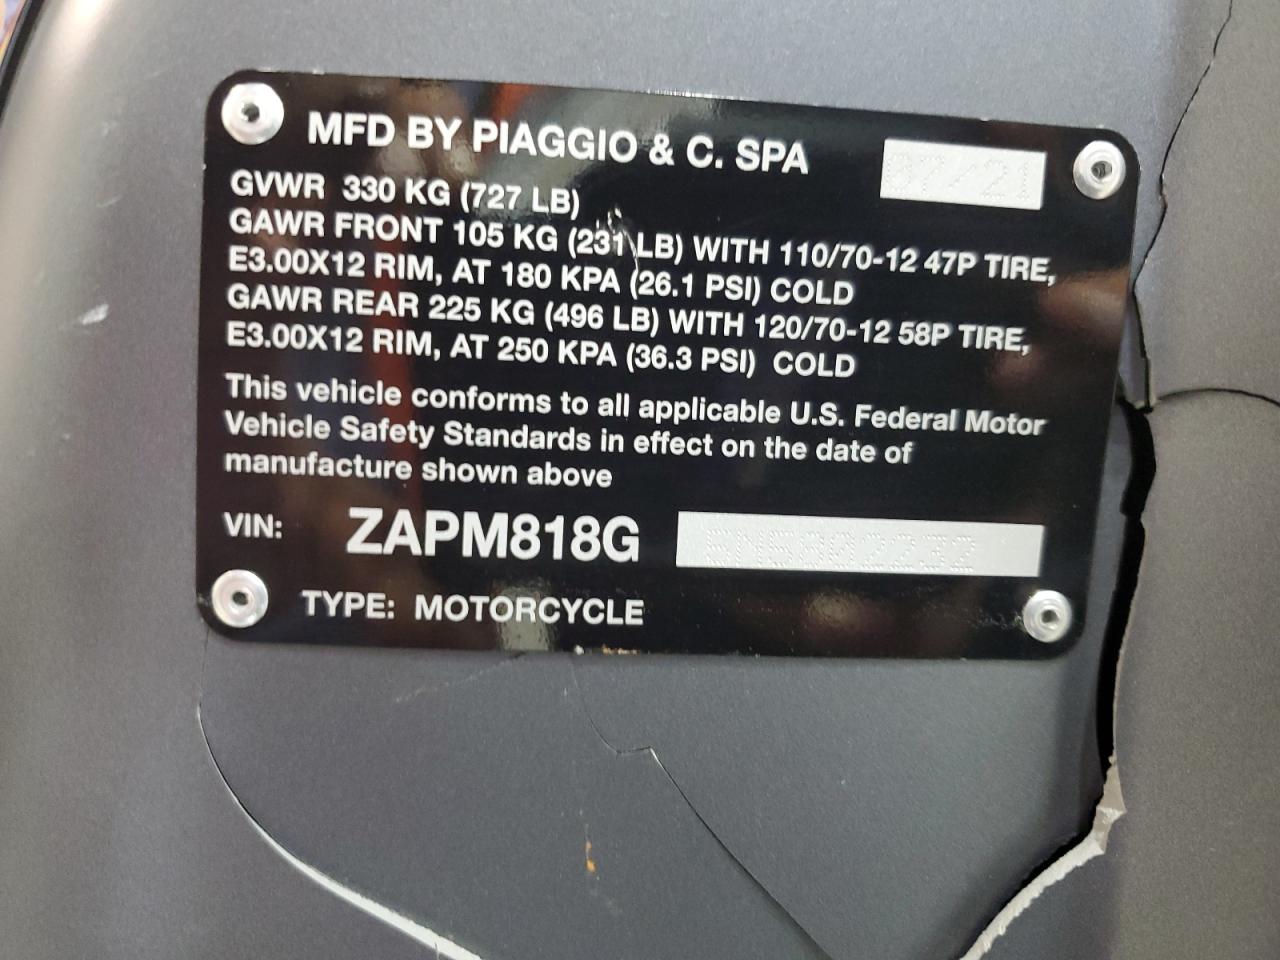 MFD BY PIAGGIO & C. SPA 07/21
GVWR 330 KG (727 LB)
GAWR FRONT 105 KG (231 LB) WITH 110/70-12 47P TIRE,
E3.00X12 RIM, AT 180 KPA (26.1 PSI) COLD
GAWR REAR 225 KG (496 LB) WITH 120/70-12 58P TIRE,
E3.00X12 RIM, AT 250 KPA (36.3 PSI) COLD
This vehicle conforms to all applicable U.S. Federal Motor
Vehicle Safety Standards in effect on the date of
manufacture shown above
VIN: ZAPM818G
TYPE: MOTORCYCLE